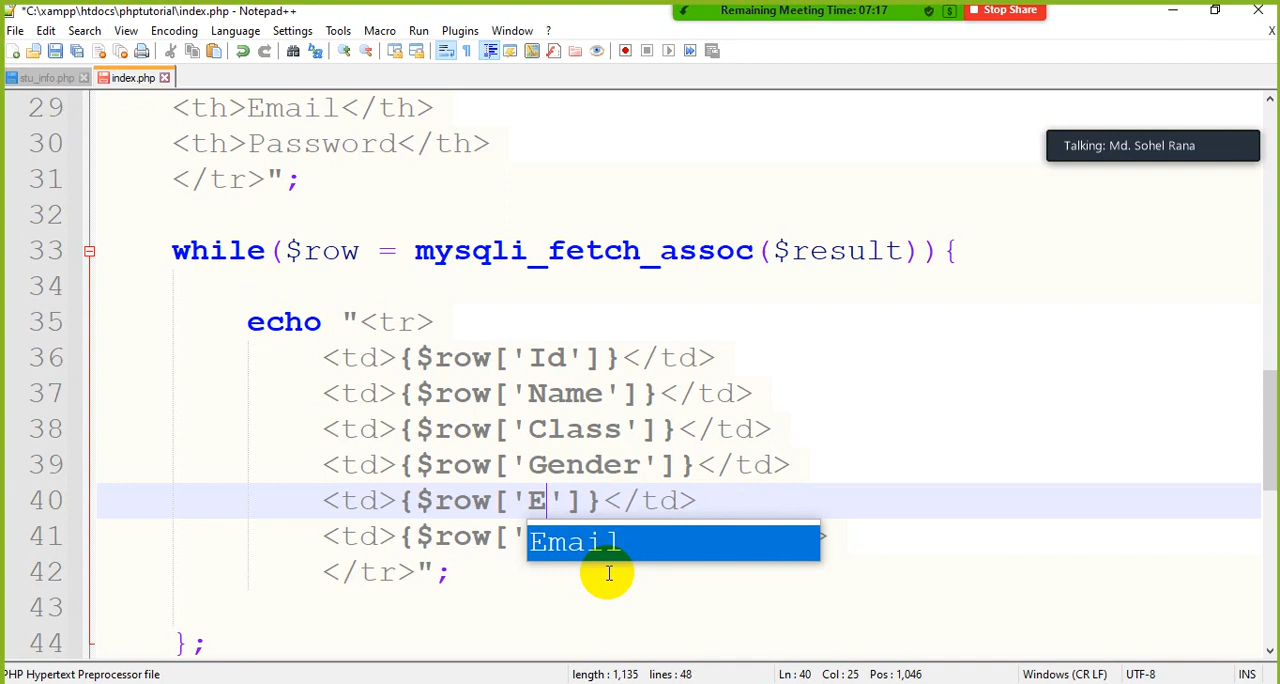 *C:\xampp\htdocs\phptutorial\index.php - Notepad++
Remaining Meeting Time: 07:17
Stop Share
File Edit Search View Encoding Language Settings Tools Macro Run Plugins Window ?
X
stu_info.php index.php
Talking: Md. Sohel Rana
29 <th>Email</th>
30 <th>Password</th>
31 </tr>";
32
33 while($row = mysqli_fetch_assoc($result)){
34
35 echo "<tr>
36 <td>{$row['Id']}</td>
37 <td>{$row['Name']}</td>
38 <td>{$row['Class']}</td>
39 <td>{$row['Gender']}</td>
40 <td>{$row['E']}</td>
41 <td>{$row['
Email
42 </tr>";
43
44 };
PHP Hypertext Preprocessor file length : 1,135 lines : 48 Ln : 40 Col : 25 Pos : 1,046 Windows (CR LF) UTF-8 INS